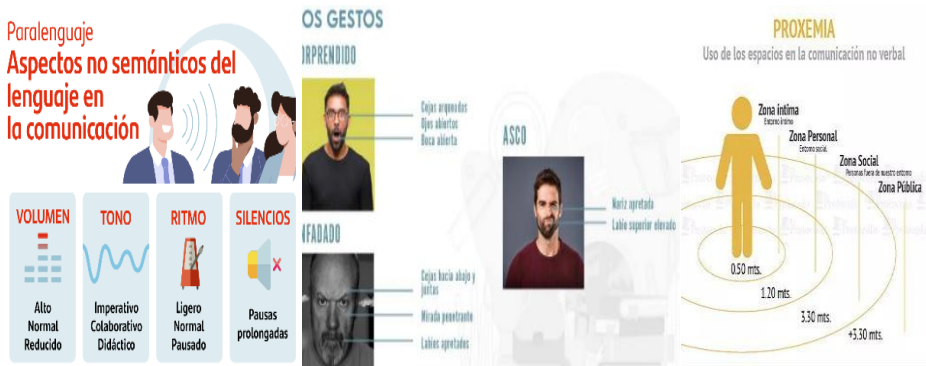 Paralenguaje
Aspectos no semánticos del
lenguaje en
la comunicación
VOLUMEN
Alto
Normal
Reducido
TONO
Imperativo
Colaborativo
Didáctico
RITMO
Ligero
Normal
Pausado
SILENCIOS
Pausas
prolongadas
OS GESTOS
RPRENDIDO
Cejas arqueadas
Ojos abiertos
Boca abierta
ASCO
Nariz apretada
Labio superior elevado
NFADADO
Cejas hacia abajo y
juntas
Mirada penetrante
Labios apretados
PROXEMIA
Uso de los espacios en la comunicación no verbal
Zona íntima
Entorno íntimo
Zona Personal
Entorno social
Zona Social
Personas fuera de nuestro entorno
Zona Pública
0.50 mts.
1.20 mts.
3.30 mts.
+3.30 mts.